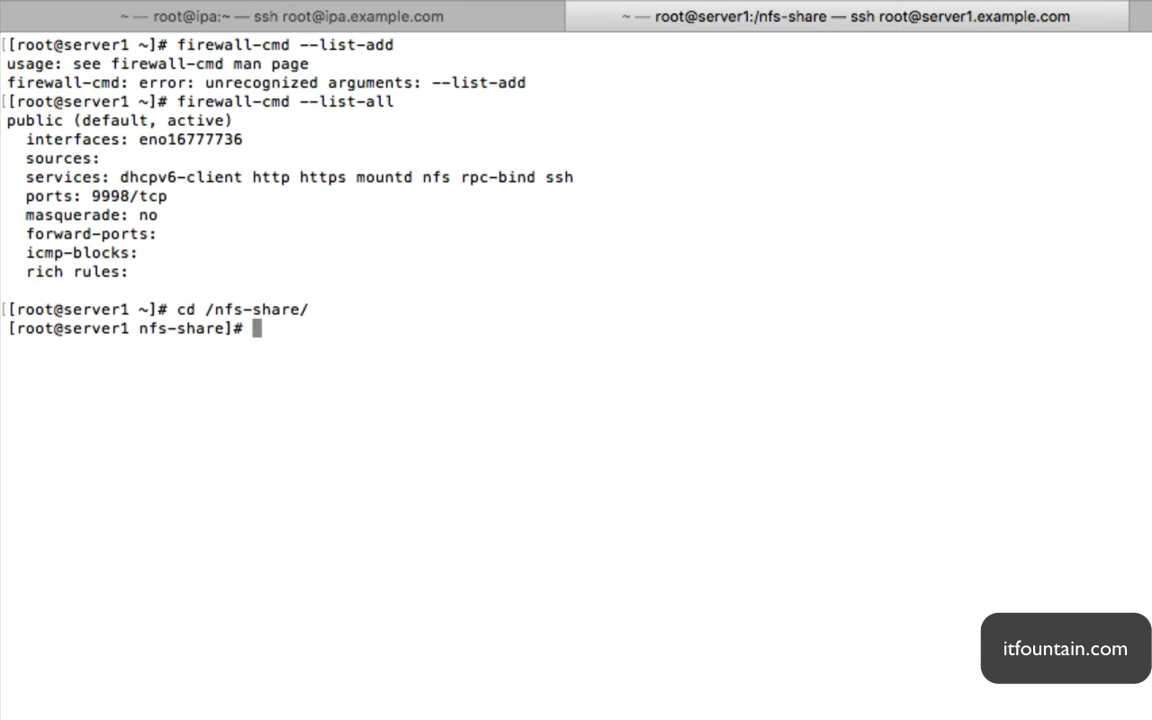 ~ — root@ipa:~ — ssh root@ipa.example.com
~ — root@server1:/nfs-share — ssh root@server1.example.com
[[root@server1 ~]# firewall-cmd --list-add
usage: see firewall-cmd man page
firewall-cmd: error: unrecognized arguments: --list-add
[[root@server1 ~]# firewall-cmd --list-all
public (default, active)
  interfaces: eno16777736
  sources:
  services: dhcpv6-client http https mountd nfs rpc-bind ssh
  ports: 9998/tcp
  masquerade: no
  forward-ports:
  icmp-blocks:
  rich rules:
[[root@server1 ~]# cd /nfs-share/
[root@server1 nfs-share]#
itfountain.com